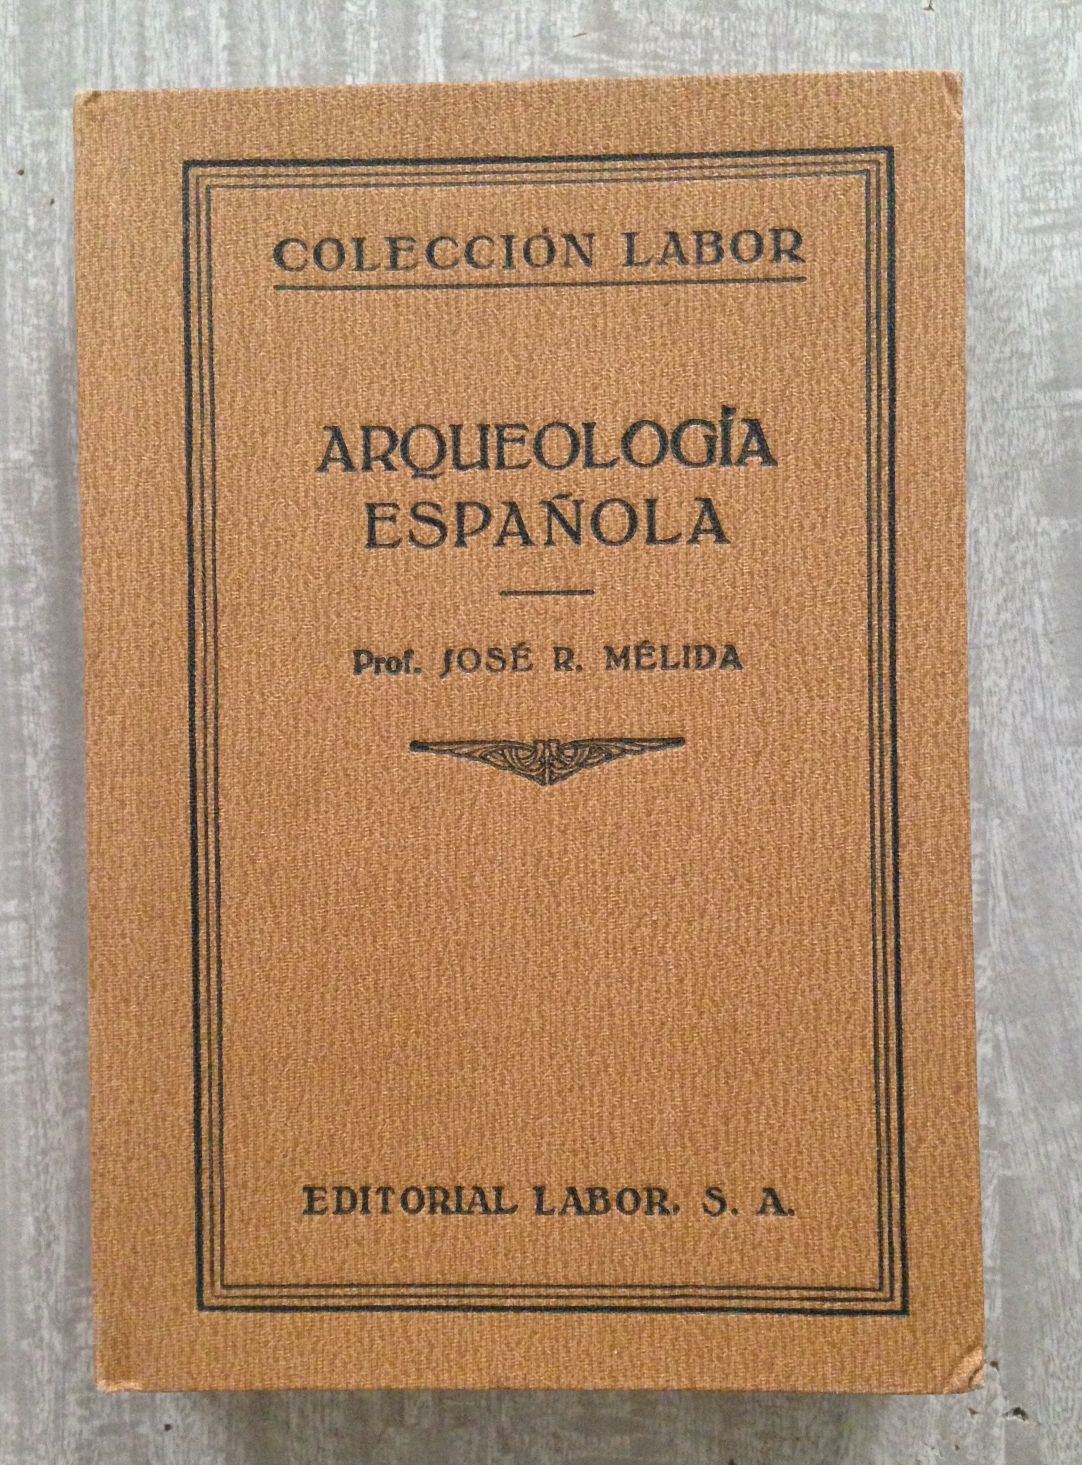 COLECCIÓN LABOR
ARQUEOLOGÍA
ESPAÑOLA
Prof. JOSÉ R. MÉLIDA
EDITORIAL LABOR, S. A.